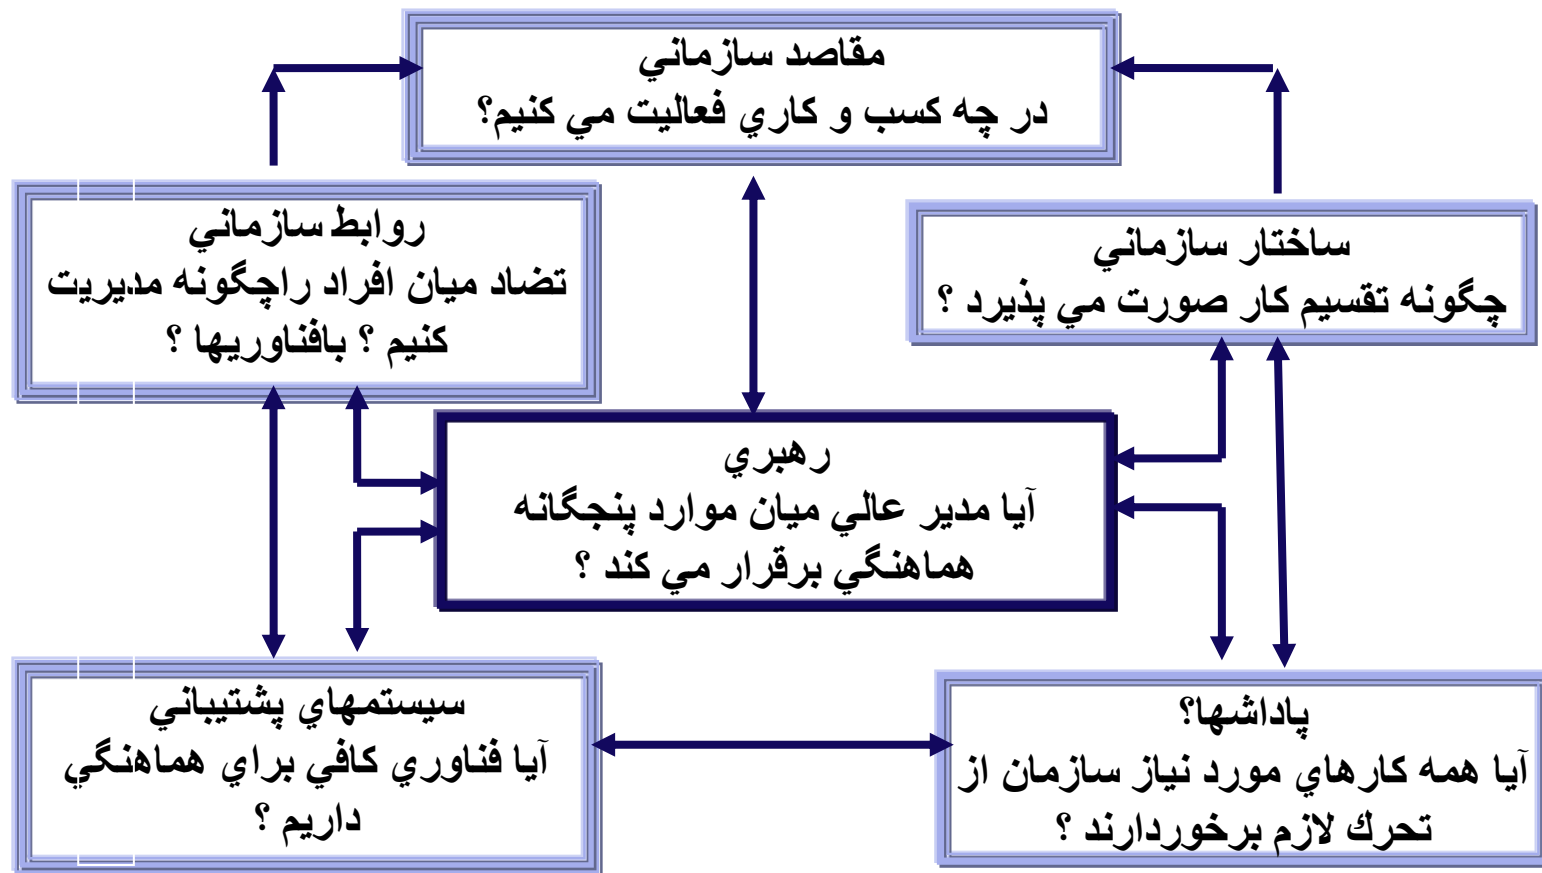 مقاصد سازماني
در چه كسب و كاري فعاليت مي كنيم؟
ساختار سازماني
چگونه تقسيم كار صورت مي پذيرد ؟
روابط سازماني
تضاد ميان افراد راچگونه مديريت
كنيم ؟ بافناوريها ؟
رهبري
آيا مدير عالي ميان موارد پنجگانه
هماهنگي برقرار مي كند ؟
پاداشها؟
آيا همه كارهاي مورد نياز سازمان از
تحرك لازم برخوردارند ؟
سيستمهاي پشتيباني
آيا فناوري كافي براي هماهنگي
داريم ؟